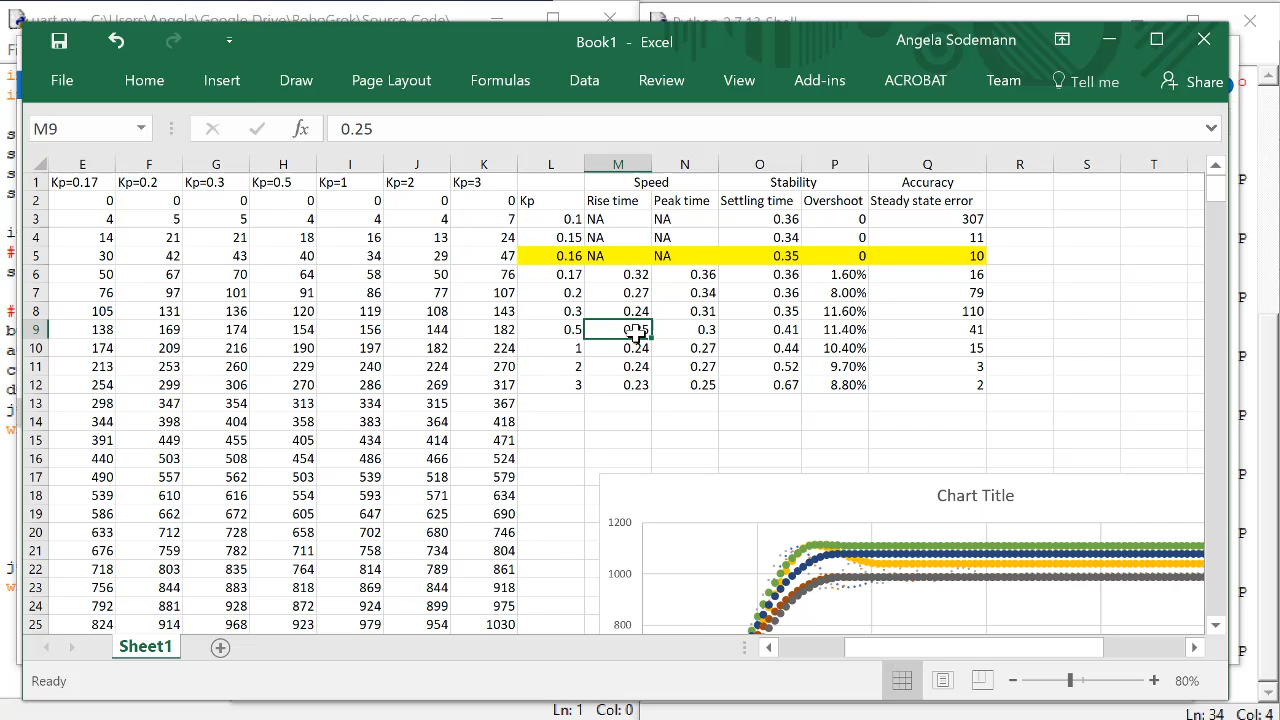 uart.py - C:\Users\Angela\Google Drive\RoboGrok\Source Code\
Python 2.7.13 Shell
Book1 - Excel
Angela Sodemann
File Home Insert Draw Page Layout Formulas Data Review View Add-ins ACROBAT Team Tell me Share
M9 fx 0.25
E F G H I J K L M N O P Q R S T
1 Kp=0.17 Kp=0.2 Kp=0.3 Kp=0.5 Kp=1 Kp=2 Kp=3 Speed Stability Accuracy
2 0 0 0 0 0 0 0 Kp Rise time Peak time Settling time Overshoot Steady state error
3 4 5 5 4 4 4 7 0.1 NA NA 0.36 0 307
4 14 21 21 18 16 13 24 0.15 NA NA 0.34 0 11
5 30 42 43 40 34 29 47 0.16 NA NA 0.35 0 10
6 50 67 70 64 58 50 76 0.17 0.32 0.36 0.36 1.60% 16
7 76 97 101 91 86 77 107 0.2 0.27 0.34 0.36 8.00% 79
8 105 131 136 120 119 108 143 0.3 0.24 0.31 0.35 11.60% 110
9 138 169 174 154 156 144 182 0.5 0.25 0.3 0.41 11.40% 41
10 174 209 216 190 197 182 224 1 0.24 0.27 0.44 10.40% 15
11 213 253 260 229 240 224 270 2 0.24 0.27 0.52 9.70% 3
12 254 299 306 270 286 269 317 3 0.23 0.25 0.67 8.80% 2
13 298 347 354 313 334 315 367
14 344 398 404 358 383 364 418
15 391 449 455 405 434 414 471
16 440 503 508 454 486 466 524
17 490 557 562 503 539 518 579
18 539 610 616 554 593 571 634
19 586 662 672 605 647 625 690
20 633 712 728 658 702 680 746
21 676 759 782 711 758 734 804
22 718 803 835 764 814 789 861
23 756 844 883 818 869 844 918
24 792 881 928 872 924 899 975
25 824 914 968 923 979 954 1030
Chart Title
1200
1000
800
Sheet1
Ready
80%
Ln: 1 Col: 0
Ln: 34 Col: 4